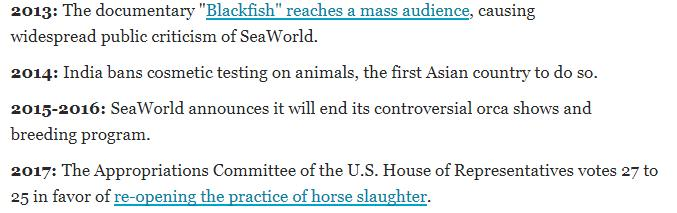 2013: The documentary "Blackfish" reaches a mass audience, causing
widespread public criticism of SeaWorld.
2014: India bans cosmetic testing on animals, the first Asian country to do so.
2015-2016: SeaWorld announces it will end its controversial orca shows and
breeding program.
2017: The Appropriations Committee of the U.S. House of Representatives votes 27 to
25 in favor of re-opening the practice of horse slaughter.